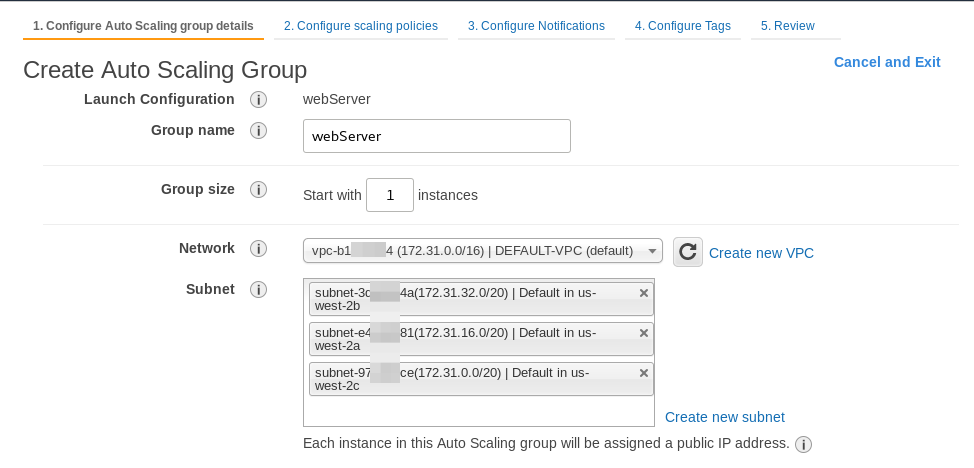 1. Configure Auto Scaling group details 2. Configure scaling policies 3. Configure Notifications 4. Configure Tags 5. Review
Create Auto Scaling Group Cancel and Exit
Launch Configuration i webServer
Group name i webServer
Group size i Start with 1 instances
Network i vpc-b1 4 (172.31.0.0/16) | DEFAULT-VPC (default) Create new VPC
Subnet i subnet-3 4a(172.31.32.0/20) | Default in us-
west-2b
subnet-e4 81(172.31.16.0/20) | Default in us-
west-2a
subnet-97 ce(172.31.0.0/20) | Default in us-
west-2c
Create new subnet
Each instance in this Auto Scaling group will be assigned a public IP address. i